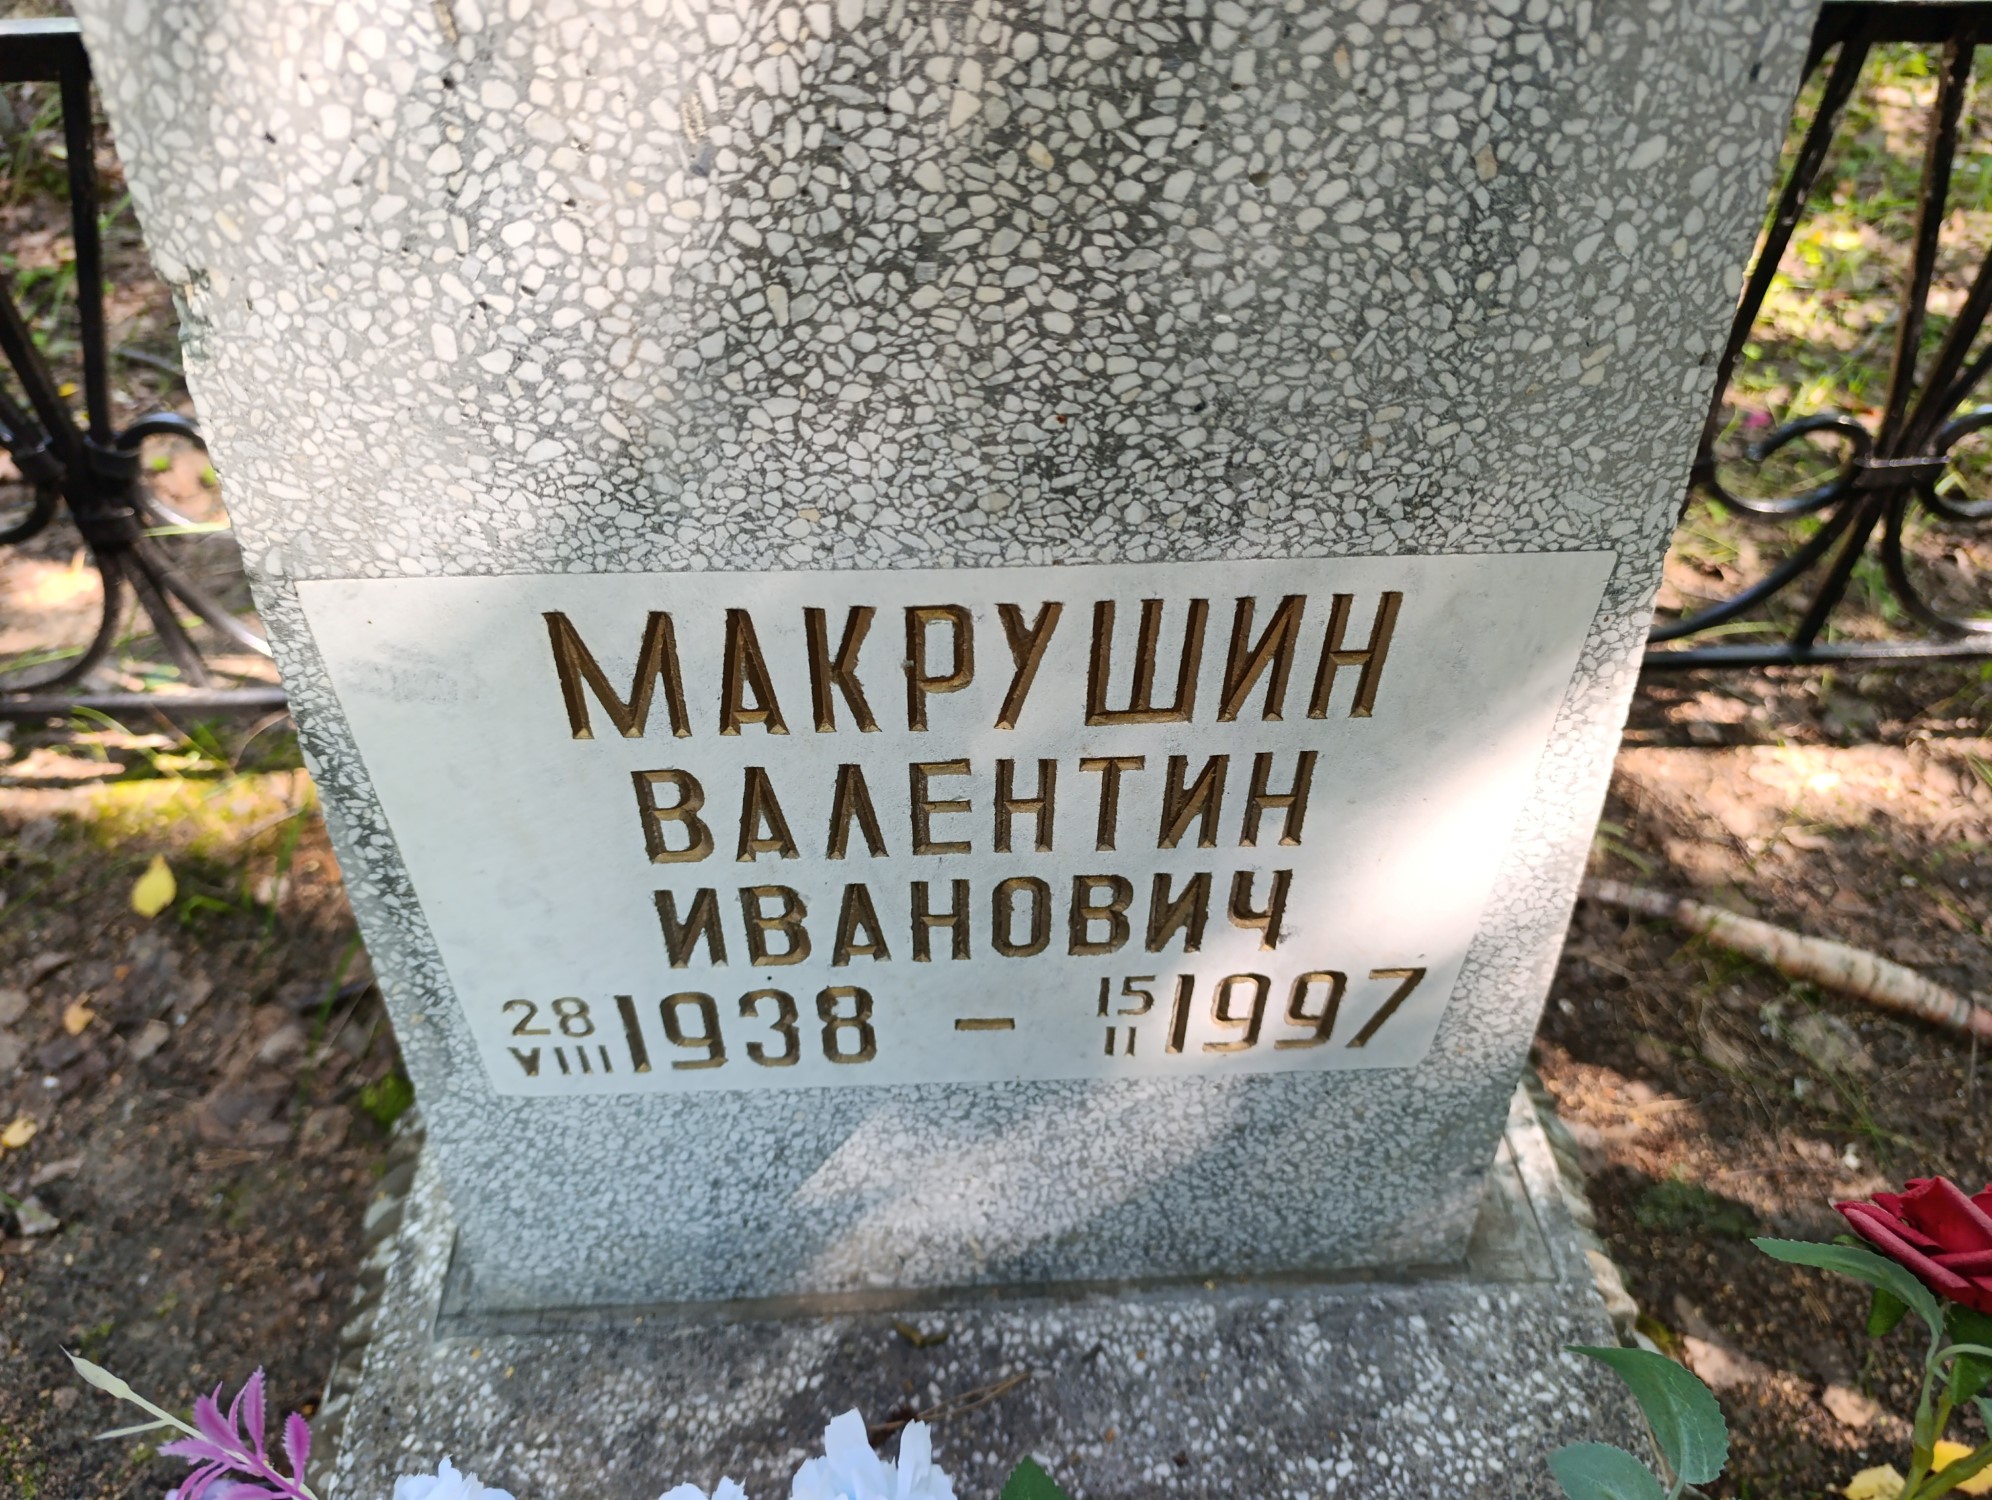 МАКРУШИН
ВАЛЕНТИН
ИВАНОВИЧ
28/VIII 1938 – 15/II 1997